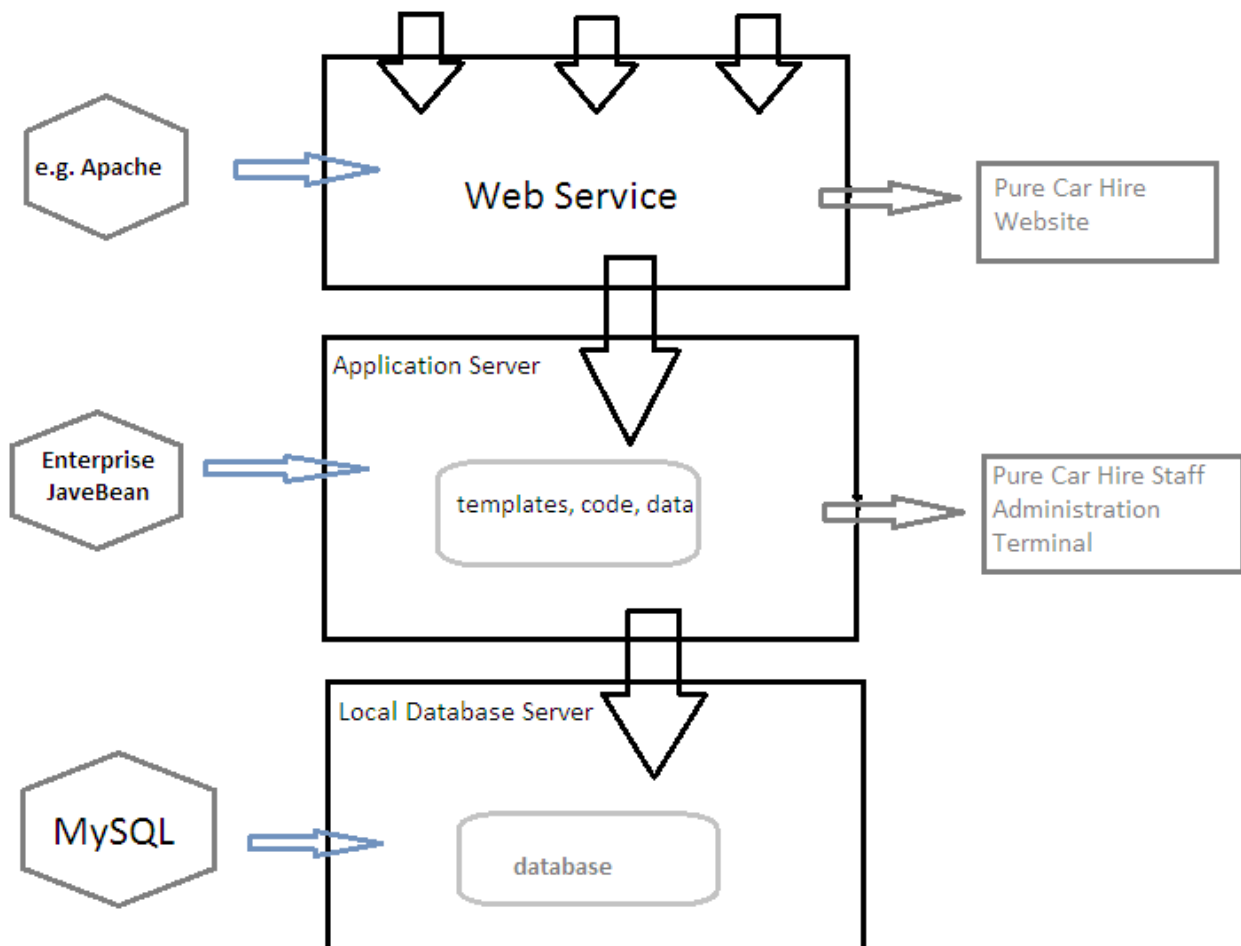 e.g. Apache
Web Service
Pure Car Hire
Website
Application Server
Enterprise
JaveBean
templates, code, data
Pure Car Hire Staff
Administration
Terminal
Local Database Server
MySQL
database